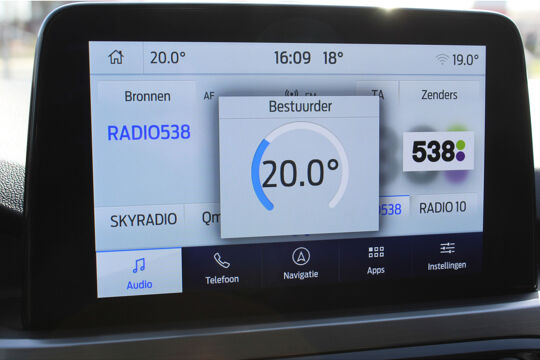 20.0° 16:09 18° 19.0°
Bronnen AF FM TA Zenders
Bestuurder
RADIO538
20.0°
538
SKYRADIO Qm 538 RADIO 10
Audio Telefoon Navigatie Apps Instellingen